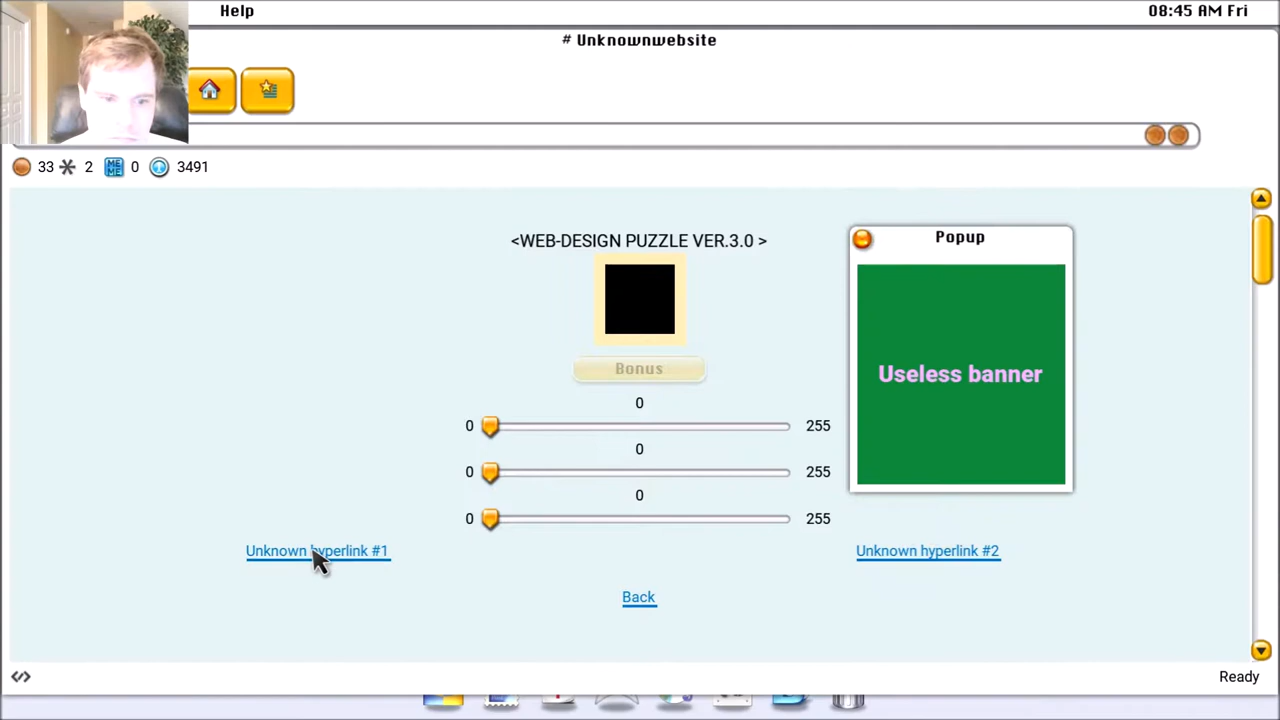 Help
08:45 AM Fri
# Unknownwebsite
33
2
MEME
0
3491
<WEB-DESIGN PUZZLE VER.3.0 >
Popup
Useless banner
Bonus
0
0
255
0
0
255
0
0
255
Unknown hyperlink #1
Unknown hyperlink #2
Back
Ready